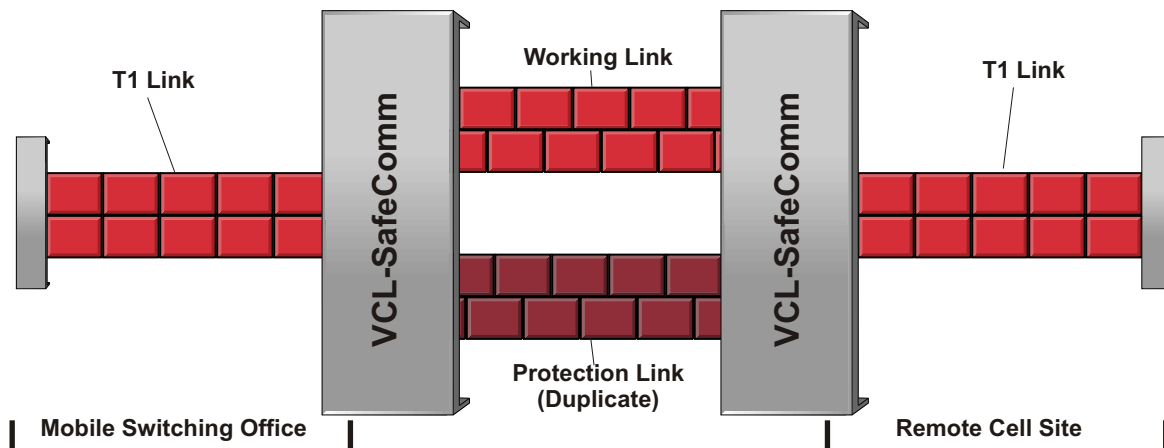 T1 Link
Working Link
T1 Link
VCL-SafeComm
VCL-SafeComm
Protection Link
(Duplicate)
Mobile Switching Office
Remote Cell Site